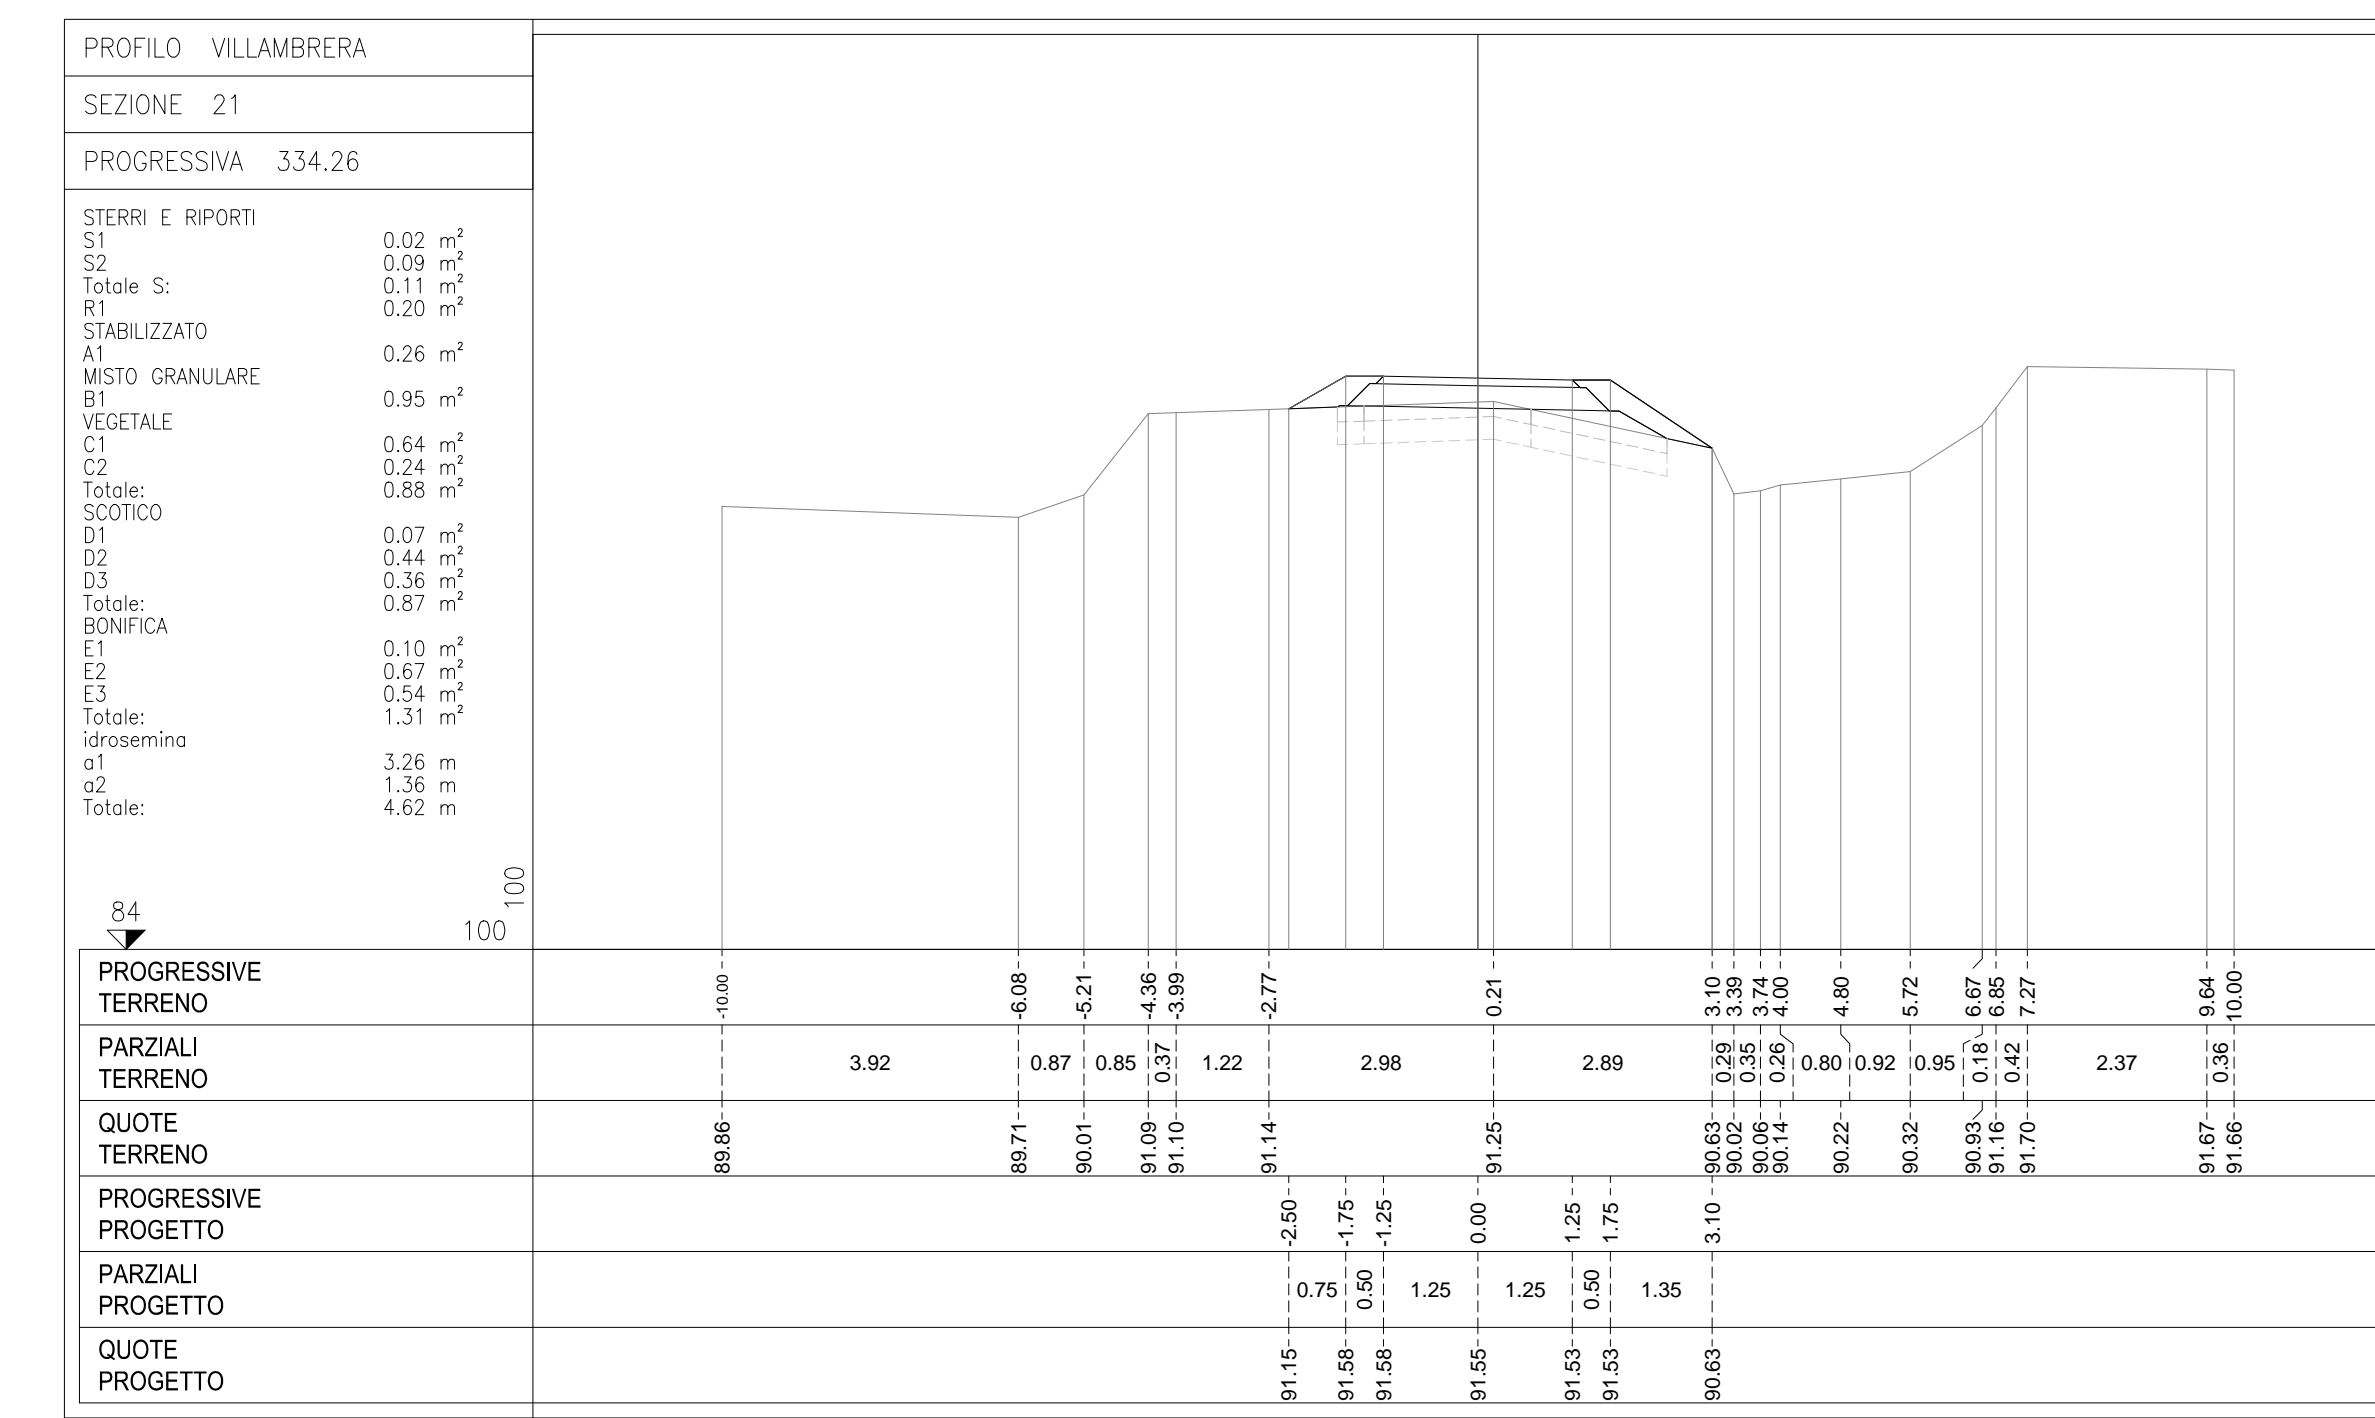 PROFILO VILLAMBRERA
SEZIONE 21
PROGRESSIVA 334.26
STERRI E RIPORTI
S1 0.02 m²
S2 0.09 m²
Totale S: 0.11 m²
R1 0.20 m²
STABILIZZATO
A1 0.26 m²
MISTO GRANULARE
B1 0.95 m²
VEGETALE
C1 0.64 m²
C2 0.24 m²
Totale: 0.88 m²
SCOTICO
D1 0.07 m²
D2 0.44 m²
D3 0.36 m²
Totale: 0.87 m²
BONIFICA
E1 0.10 m²
E2 0.67 m²
E3 0.54 m²
Totale: 1.31 m²
idrosemina
a1 3.26 m
a2 1.36 m
Totale: 4.62 m
100
84
100
PROGRESSIVE
TERRENO
-10.00 -6.08 -5.21 -4.36 -3.99 -2.77 0.21 3.10 3.39 3.74 4.00 4.80 5.72 6.67 6.85 7.27 9.64 10.00
PARZIALI
TERRENO
3.92 0.87 0.85 0.37 1.22 2.98 2.89 0.29 0.35 0.26 0.80 0.92 0.95 0.18 0.42 2.37 0.36
QUOTE
TERRENO
89.86 89.71 90.01 91.09 91.10 91.14 91.25 90.63 90.02 90.06 90.14 90.22 90.32 90.93 91.16 91.70 91.67 91.66
PROGRESSIVE
PROGETTO
-2.50 -1.75 -1.25 0.00 1.25 1.75 3.10
PARZIALI
PROGETTO
0.75 0.50 1.25 1.25 0.50 1.35
QUOTE
PROGETTO
91.15 91.58 91.58 91.55 91.53 91.53 90.63